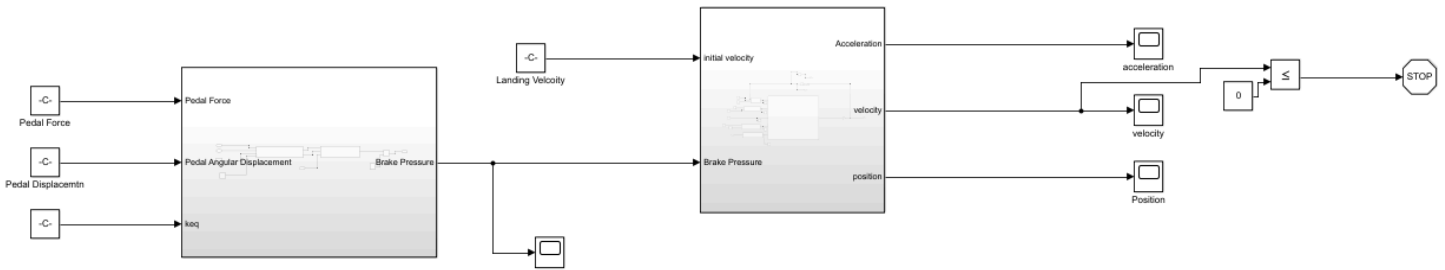 -C-
Pedal Force
-C-
Pedal Displacemtn
-C-
Pedal Force
Pedal Angular Displacement
keq
Brake Pressure
-C-
Landing Velcoity
initial velocity
Brake Pressure
Acceleration
velocity
position
acceleration
velocity
Position
0
≤
STOP